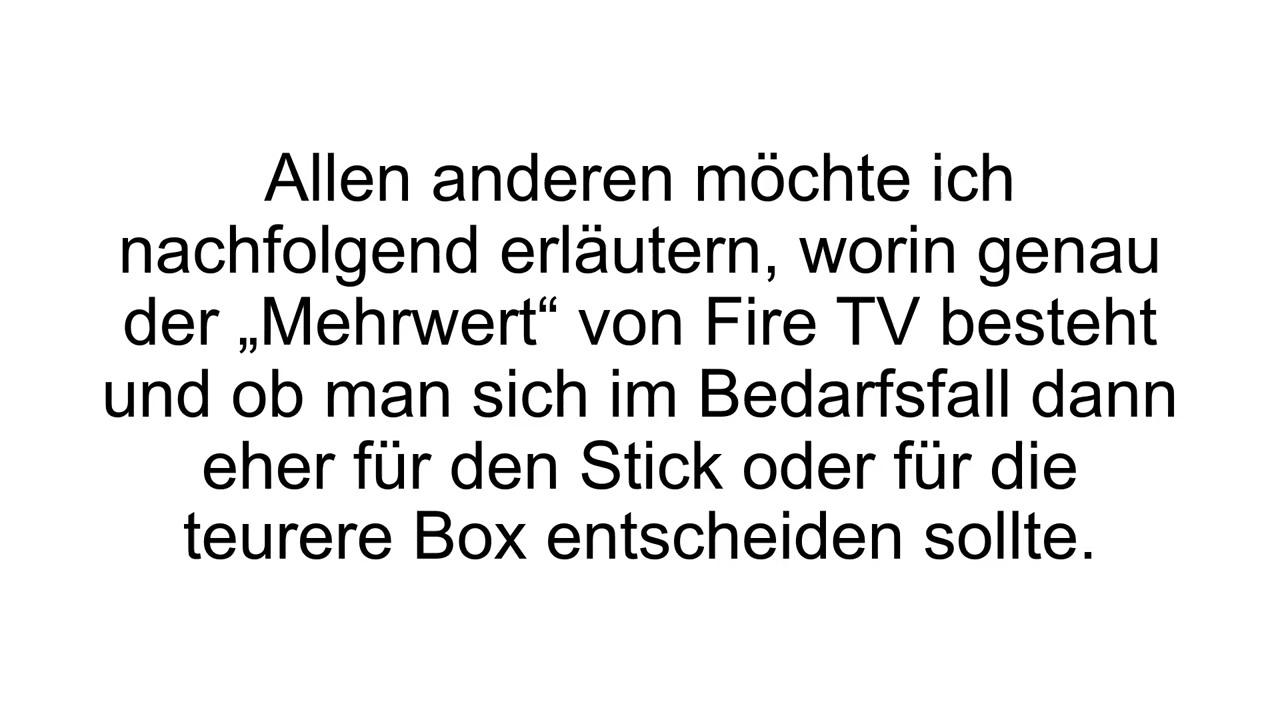 Allen anderen möchte ich
nachfolgend erläutern, worin genau
der „Mehrwert“ von Fire TV besteht
und ob man sich im Bedarfsfall dann
eher für den Stick oder für die
teurere Box entscheiden sollte.